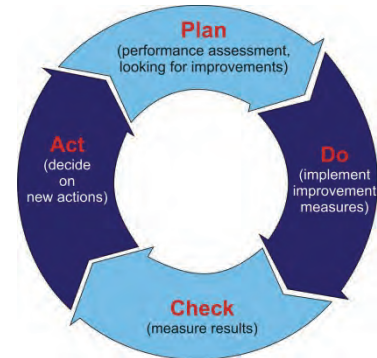 Plan
(performance assessment,
looking for improvements)
Do
(implement
improvement
measures)
Check
(measure results)
Act
(decide
on
new actions)